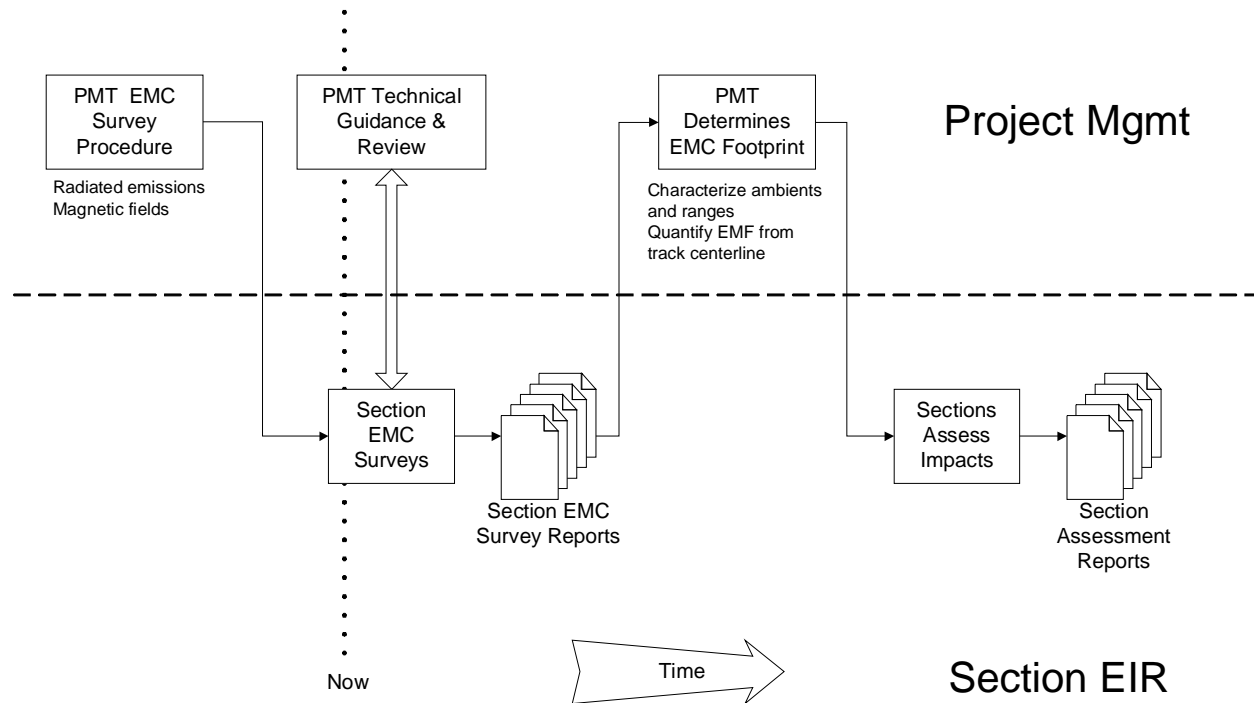 PMT EMC
Survey
Procedure
Radiated emissions
Magnetic fields
PMT Technical
Guidance &
Review
PMT
Determines
EMC Footprint
Characterize ambients
and ranges
Quantify EMF from
track centerline
Project Mgmt
Section
EMC
Surveys
Section EMC
Survey Reports
Sections
Assess
Impacts
Section
Assessment
Reports
Now
Time
Section EIR